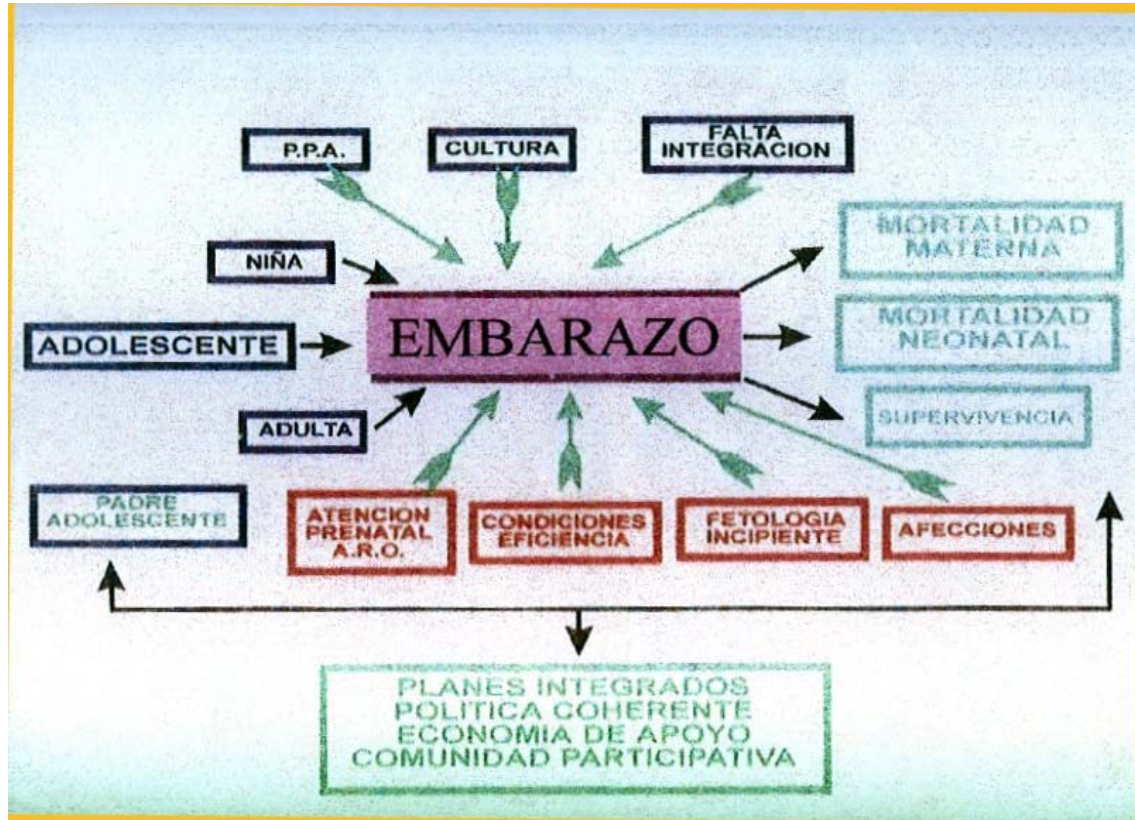 P.P.A.
CULTURA
FALTA
INTEGRACION
NIÑA
ADOLESCENTE
ADULTA
EMBARAZO
MORTALIDAD
MATERNA
MORTALIDAD
NEONATAL
SUPERVIVENCIA
PADRE
ADOLESCENTE
ATENCION
PRENATAL
A.R.O.
CONDICIONES
EFICIENCIA
FETOLOGIA
INCIPIENTE
AFECCIONES
PLANES INTEGRADOS
POLITICA COHERENTE
ECONOMIA DE APOYO
COMUNIDAD PARTICIPATIVA